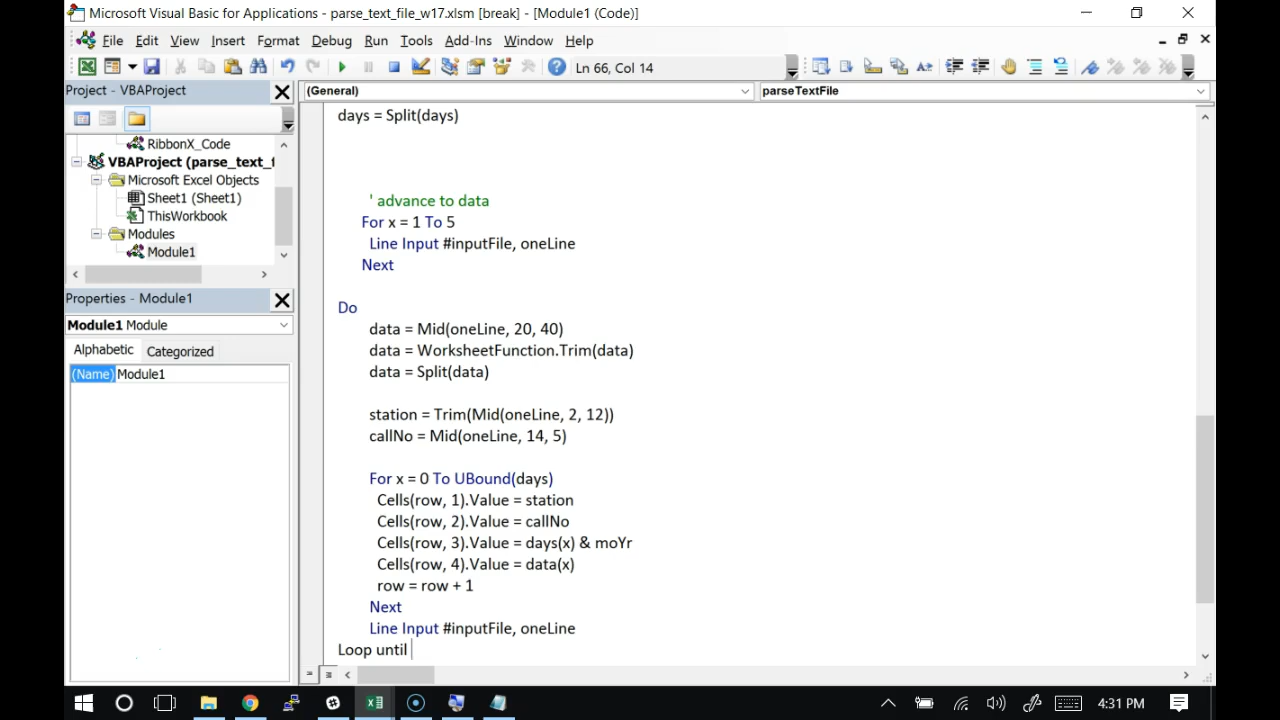 Microsoft Visual Basic for Applications - parse_text_file_w17.xlsm [break] - [Module1 (Code)]
File Edit View Insert Format Debug Run Tools Add-Ins Window Help
Ln 66, Col 14
Project - VBAProject
RibbonX_Code
VBAProject (parse_text_f
Microsoft Excel Objects
Sheet1 (Sheet1)
ThisWorkbook
Modules
Module1
Properties - Module1
Module1 Module
Alphabetic Categorized
(Name) Module1
(General) parseTextFile
days = Split(days)
' advance to data
For x = 1 To 5
Line Input #inputFile, oneLine
Next
Do
data = Mid(oneLine, 20, 40)
data = WorksheetFunction.Trim(data)
data = Split(data)
station = Trim(Mid(oneLine, 2, 12))
callNo = Mid(oneLine, 14, 5)
For x = 0 To UBound(days)
Cells(row, 1).Value = station
Cells(row, 2).Value = callNo
Cells(row, 3).Value = days(x) & moYr
Cells(row, 4).Value = data(x)
row = row + 1
Next
Line Input #inputFile, oneLine
Loop until
4:31 PM